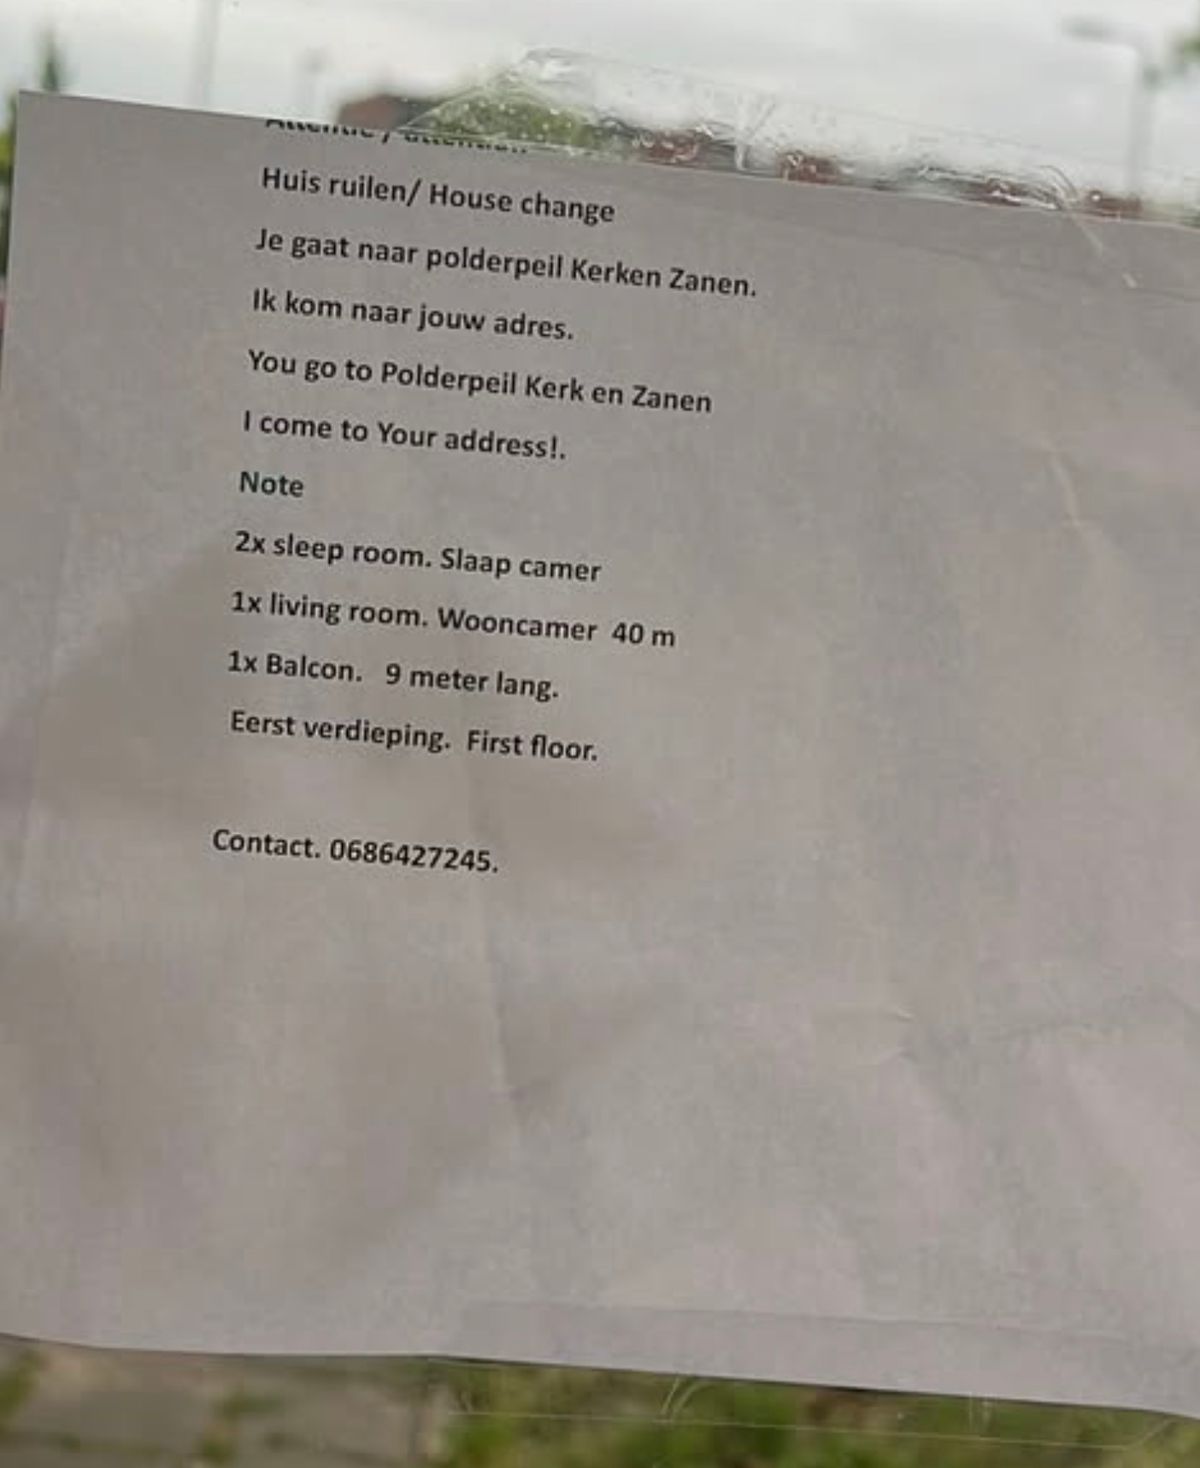 Attentie / attention
Huis ruilen/ House change
Je gaat naar polderpeil Kerken Zanen.
Ik kom naar jouw adres.
You go to Polderpeil Kerk en Zanen
I come to Your address!.
Note
2x sleep room. Slaap camer
1x living room. Wooncamer 40 m
1x Balcon. 9 meter lang.
Eerst verdieping. First floor.
Contact. 0686427245.